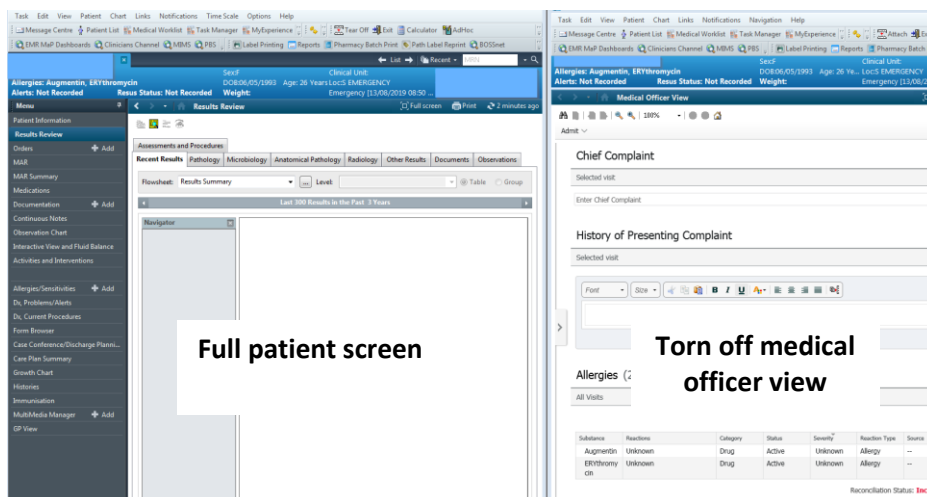 Task Edit View Patient Chart Links Notifications Time Scale Options Help
Message Centre Patient List Medical Worklist Task Manager MyExperience Tear Off Exit Calculator AdHoc
EMR MaP Dashboards Clinicians Channel MIMS PBS Label Printing Reports Pharmacy Batch Print Path Label Reprint BOSSnet
List Recent MRN
Sex:F Clinical Unit:
Allergies: Augmentin, ERYthromycin DOB:06/05/1993 Age: 26 Years Loc:S EMERGENCY
Alerts: Not Recorded Resus Status: Not Recorded Weight: Emergency [13/08/2019 08:50 ...
Menu Results Review Full screen Print 2 minutes ago
Patient Information
Results Review
Orders Add
MAR
MAR Summary
Medications
Documentation Add
Continuous Notes
Observation Chart
Interactive View and Fluid Balance
Activities and Interventions
Allergies/Sensitivities Add
Dx, Problems/Alerts
Dx, Current Procedures
Form Browser
Case Conference/Discharge Planni...
Care Plan Summary
Growth Chart
Histories
Immunisation
MultiMedia Manager Add
GP View
Assessments and Procedures
Recent Results Pathology Microbiology Anatomical Pathology Radiology Other Results Documents Observations
Flowsheet: Results Summary ... Level: Table Group
Last 300 Results in the Past 3 Years
Navigator
Full patient screen
Task Edit View Patient Chart Links Notifications Navigation Help
Message Centre Patient List Medical Worklist Task Manager MyExperience Attach
EMR MaP Dashboards Clinicians Channel MIMS PBS Label Printing Reports Pharmacy Batch
Sex:F Clinical Unit:
Allergies: Augmentin, ERYthromycin DOB:06/05/1993 Age: 26 Ye... Loc:S EMERGENCY
Alerts: Not Recorded Resus Status: Not Recorded Weight: Emergency [13/08/2
Medical Officer View
100%
Admit
Chief Complaint
Selected visit
Enter Chief Complaint
History of Presenting Complaint
Selected visit
Font Size B I U A
Torn off medical
officer view
Allergies (2
All Visits
Substance Reactions Category Status Severity Reaction Type Source
Augmentin Unknown Drug Active Unknown Allergy --
ERYthromy Unknown Drug Active Unknown Allergy --
cin
Reconciliation Status: Inc